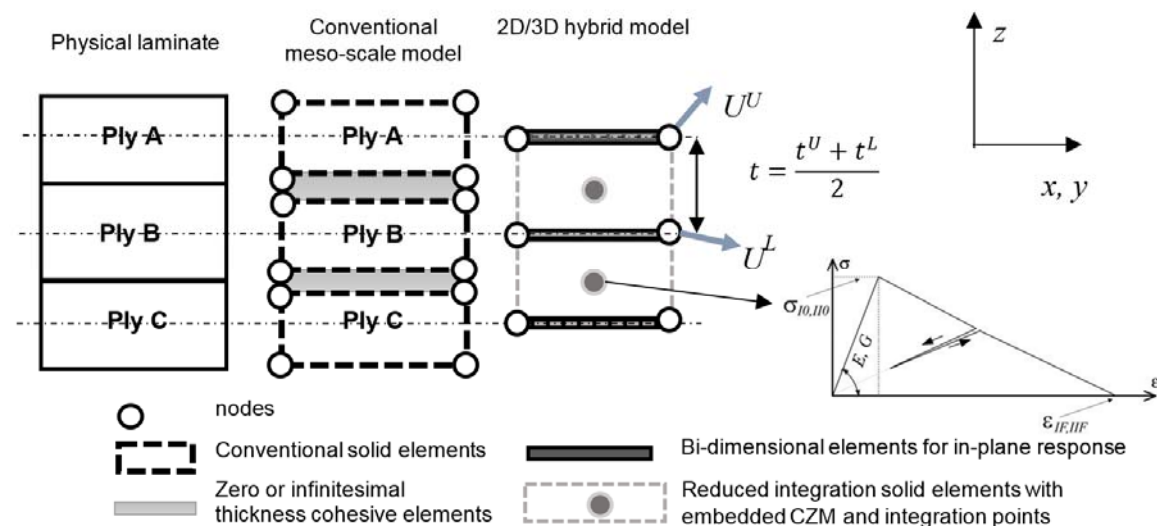 Physical laminate
Conventional
meso-scale model
2D/3D hybrid model
Ply A
Ply B
Ply C
Ply A
Ply B
Ply C
U^U
U^L
t = (t^U + t^L) / 2
z
x, y
σ
σ_{I0,II0}
E, G
ε
ε_{IF,IIF}
nodes
Conventional solid elements
Zero or infinitesimal
thickness cohesive elements
Bi-dimensional elements for in-plane response
Reduced integration solid elements with
embedded CZM and integration points